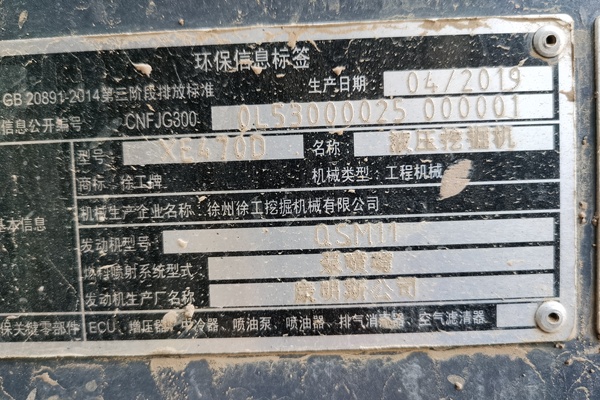 环保信息标签
GB 20891-2014第三阶段排放标准 生产日期: 04/2019
信息公开编号 CNFJG300 0L53000025 000001
型号: XE470D 名称: 液压挖掘机
商标: 徐工牌 机械类型: 工程机械
基本信息
机械生产企业名称: 徐州徐工挖掘机械有限公司
发动机型号: QSM11
燃料喷射系统型式: 泵喷嘴
发动机生产厂名称: 康明斯公司
保关键零部件 ECU、增压器、中冷器、喷油泵、喷油器、排气消声器、空气滤清器